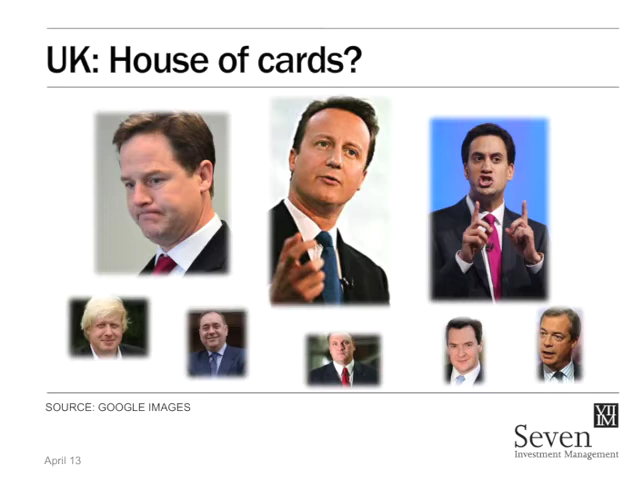 UK: House of cards?
SOURCE: GOOGLE IMAGES
VII
IM
Seven
Investment Management
April 13